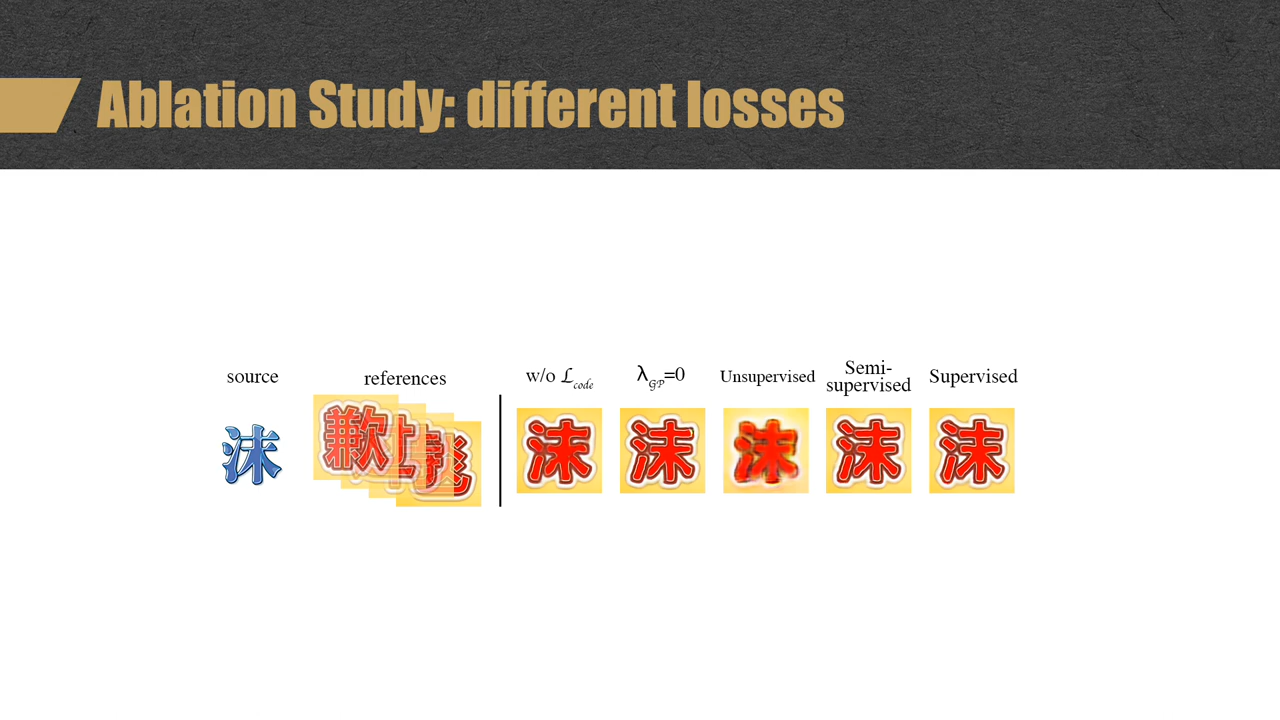 Ablation Study: different losses
source
references
w/o ℒcode
λGP=0
Unsupervised
Semi-
supervised
Supervised
沫
歉
沫
沫
沫
沫
沫